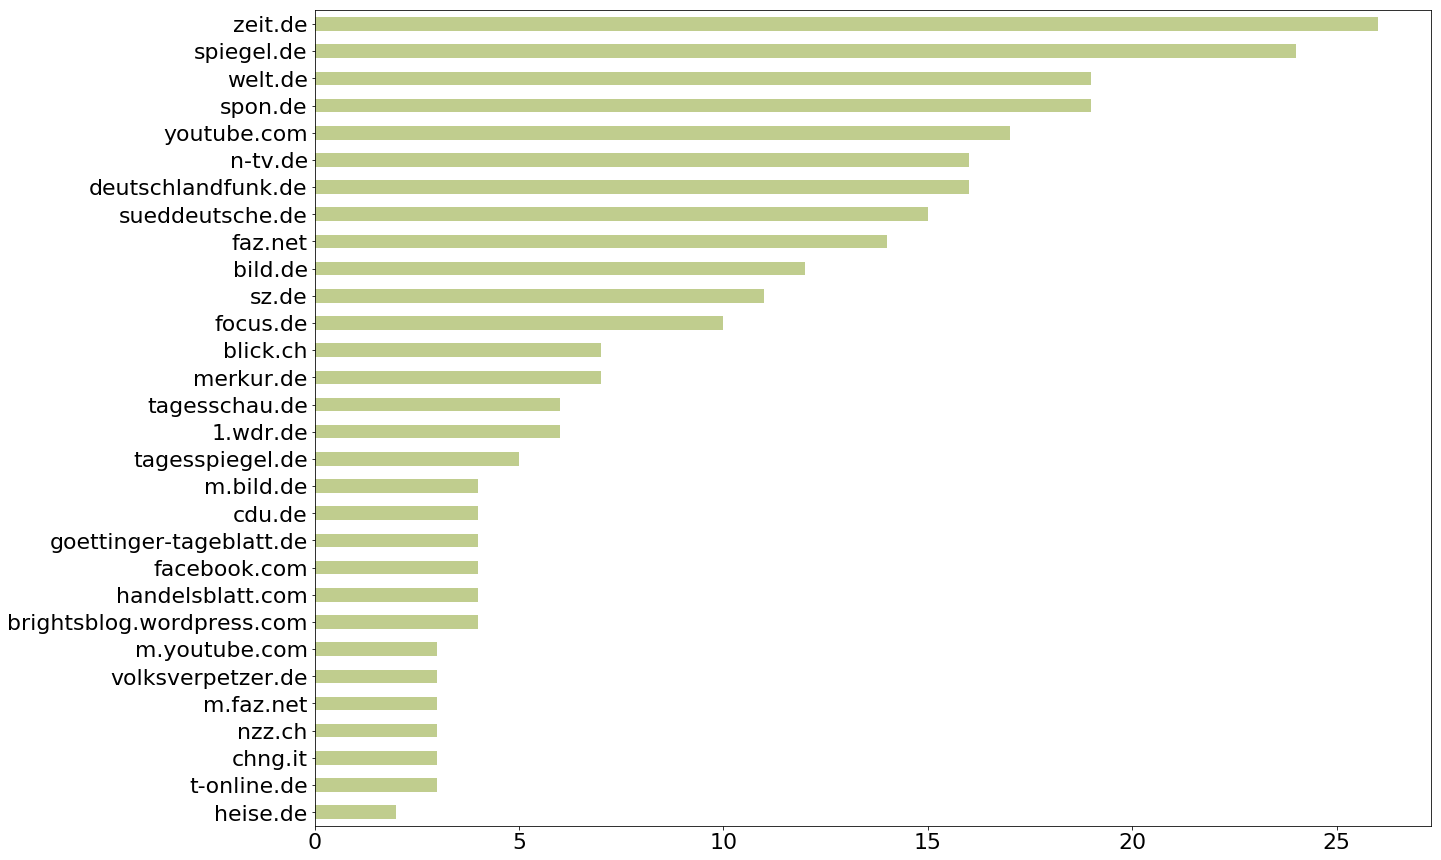 zeit.de
spiegel.de
welt.de
spon.de
youtube.com
n-tv.de
deutschlandfunk.de
sueddeutsche.de
faz.net
bild.de
sz.de
focus.de
blick.ch
merkur.de
tagesschau.de
1.wdr.de
tagesspiegel.de
m.bild.de
cdu.de
goettinger-tageblatt.de
facebook.com
handelsblatt.com
brightsblog.wordpress.com
m.youtube.com
volksverpetzer.de
m.faz.net
nzz.ch
chng.it
t-online.de
heise.de
0 5 10 15 20 25